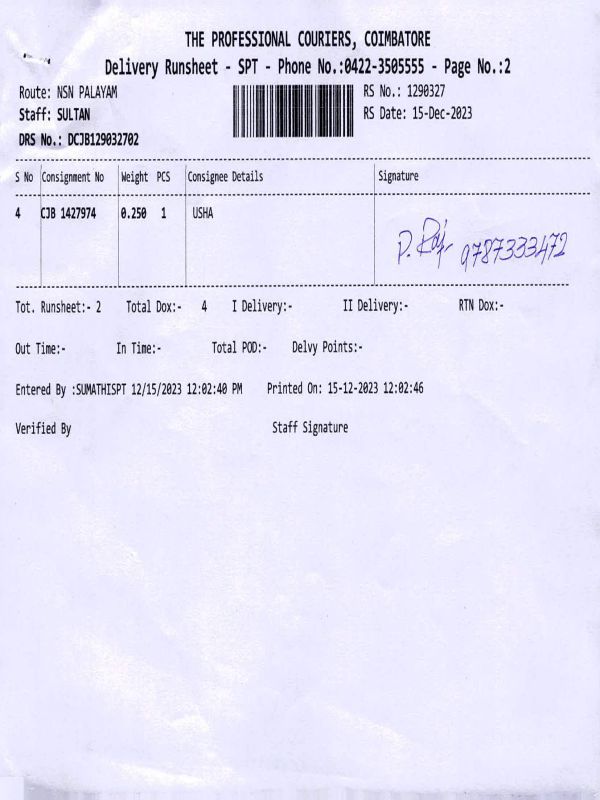 THE PROFESSIONAL COURIERS, COIMBATORE
Delivery Runsheet - SPT - Phone No.:0422-3505555 - Page No.:2
Route: NSN PALAYAM RS No.: 1290327
Staff: SULTAN RS Date: 15-Dec-2023
DRS No.: DCJB129032702
S No Consignment No Weight PCS Consignee Details Signature
4 CJB 1427974 0.250 1 USHA
P. Raj 9787333472
Tot. Runsheet:- 2 Total Dox:- 4 I Delivery:- II Delivery:- RTN Dox:-
Out Time:- In Time:- Total POD:- Delvy Points:-
Entered By :SUMATHISPT 12/15/2023 12:02:40 PM Printed On: 15-12-2023 12:02:46
Verified By Staff Signature